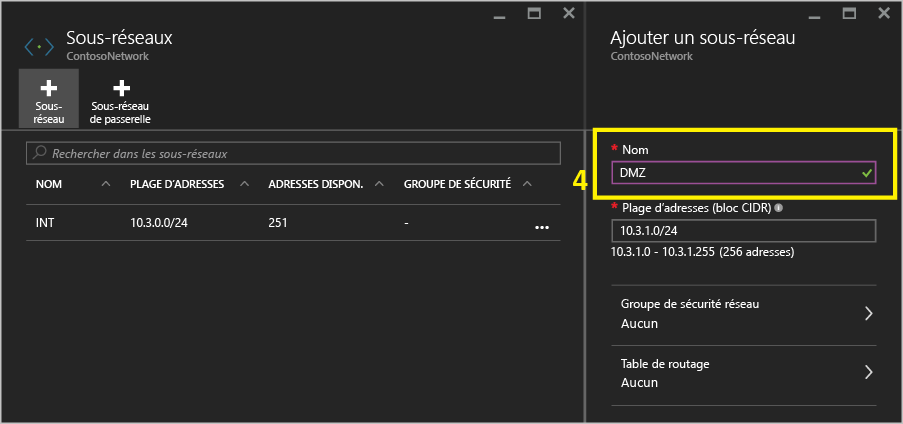 Sous-réseaux
ContosoNetwork
Sous-
réseau
Sous-réseau
de passerelle
Rechercher dans les sous-réseaux
NOM PLAGE D'ADRESSES ADRESSES DISPON. GROUPE DE SÉCURITÉ
INT 10.3.0.0/24 251 - ...
Ajouter un sous-réseau
ContosoNetwork
4
* Nom
DMZ
* Plage d'adresses (bloc CIDR)
10.3.1.0/24
10.3.1.0 - 10.3.1.255 (256 adresses)
Groupe de sécurité réseau
Aucun
Table de routage
Aucun